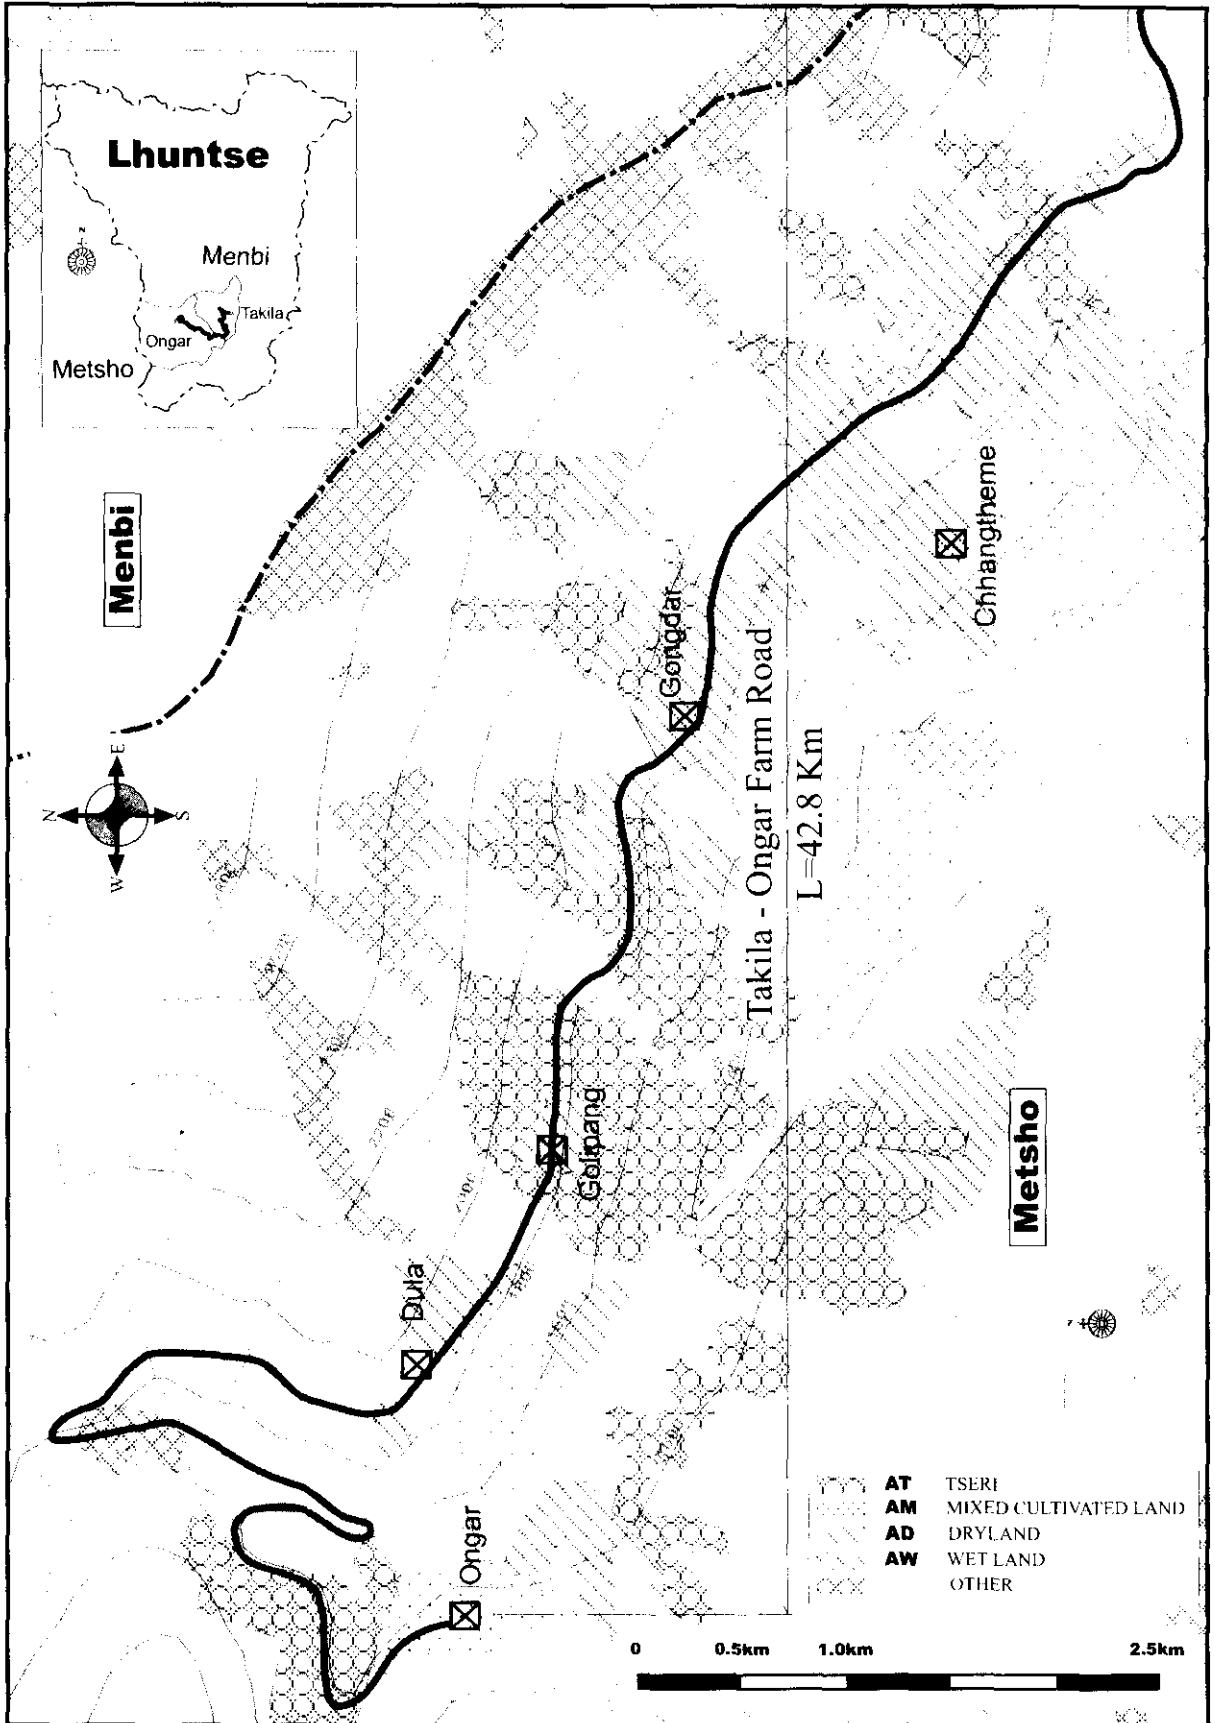 Lhuntse
Menbi
Takila
Ongar
Metsho
Menbi
N
E
W
S
Chhangtheme
Gongdar
Takila - Ongar Farm Road
L=42.8 Km
Golipang
Metsho
Dula
Ongar
AT TSERI
AM MIXED CULTIVATED LAND
AD DRYLAND
AW WET LAND
OTHER
0 0.5km 1.0km 2.5km